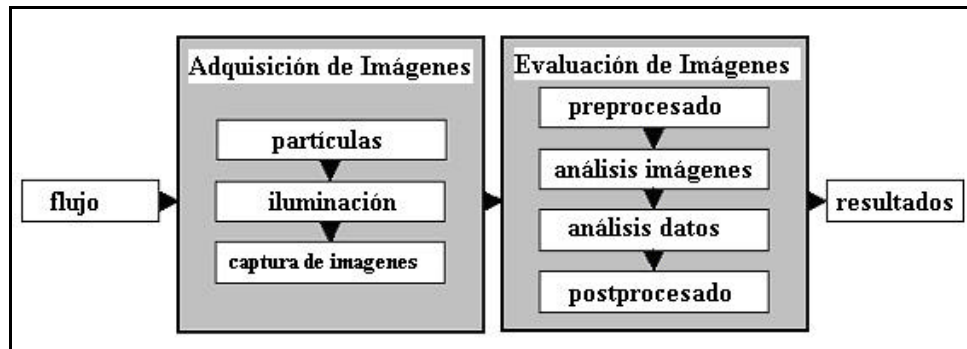 flujo
Adquisición de Imágenes
partículas
iluminación
captura de imagenes
Evaluación de Imágenes
preprocesado
análisis imágenes
análisis datos
postprocesado
resultados